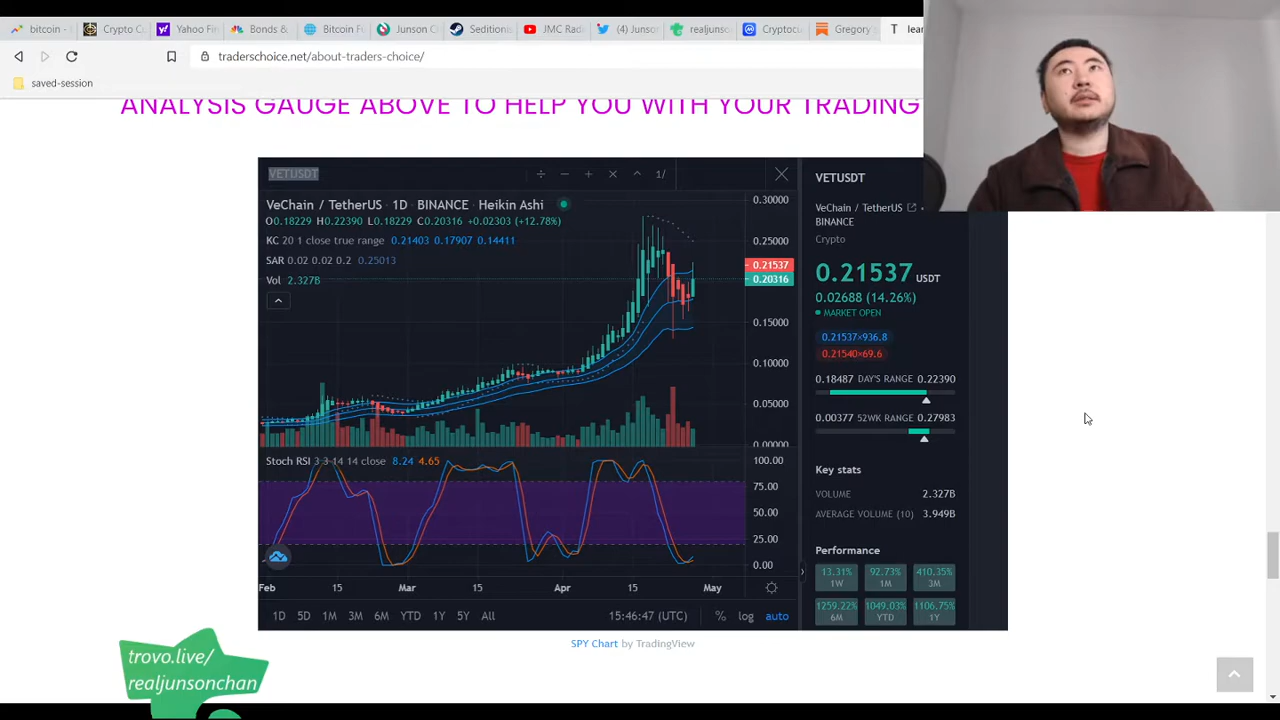 bitcoin -
Crypto C
Yahoo Fin
Bonds &
Bitcoin Fu
Junson C
Seditionis
JMC Rad
(4) Junso
realjunso
Cryptocu
Gregory's
lear
traderschoice.net/about-traders-choice/
saved-session
ANALYSIS GAUGE ABOVE TO HELP YOU WITH YOUR TRADING
VETUSDT
1/
VeChain / TetherUS · 1D · BINANCE · Heikin Ashi
O0.18229 H0.22390 L0.18229 C0.20316 +0.02303 (+12.78%)
KC 20 1 close true range 0.21403 0.17907 0.14411
SAR 0.02 0.02 0.2 0.25013
Vol 2.327B
0.30000
0.25000
0.21537
0.20316
0.15000
0.10000
0.05000
0.00000
Stoch RSI 3 3 14 14 close 8.24 4.65
100.00
75.00
50.00
25.00
0.00
Feb 15 Mar 15 Apr 15 May
1D 5D 1M 3M 6M YTD 1Y 5Y All
15:46:47 (UTC)
% log auto
VETUSDT
VeChain / TetherUS
BINANCE
Crypto
0.21537 USDT
0.02688 (14.26%)
MARKET OPEN
0.21537×936.8
0.21540×69.6
0.18487 DAY'S RANGE 0.22390
0.00377 52WK RANGE 0.27983
Key stats
VOLUME 2.327B
AVERAGE VOLUME (10) 3.949B
Performance
13.31% 92.73% 410.35%
1W 1M 3M
1259.22% 1049.03% 1106.75%
6M YTD 1Y
SPY Chart by TradingView
trovo.live/
realjunsonchan